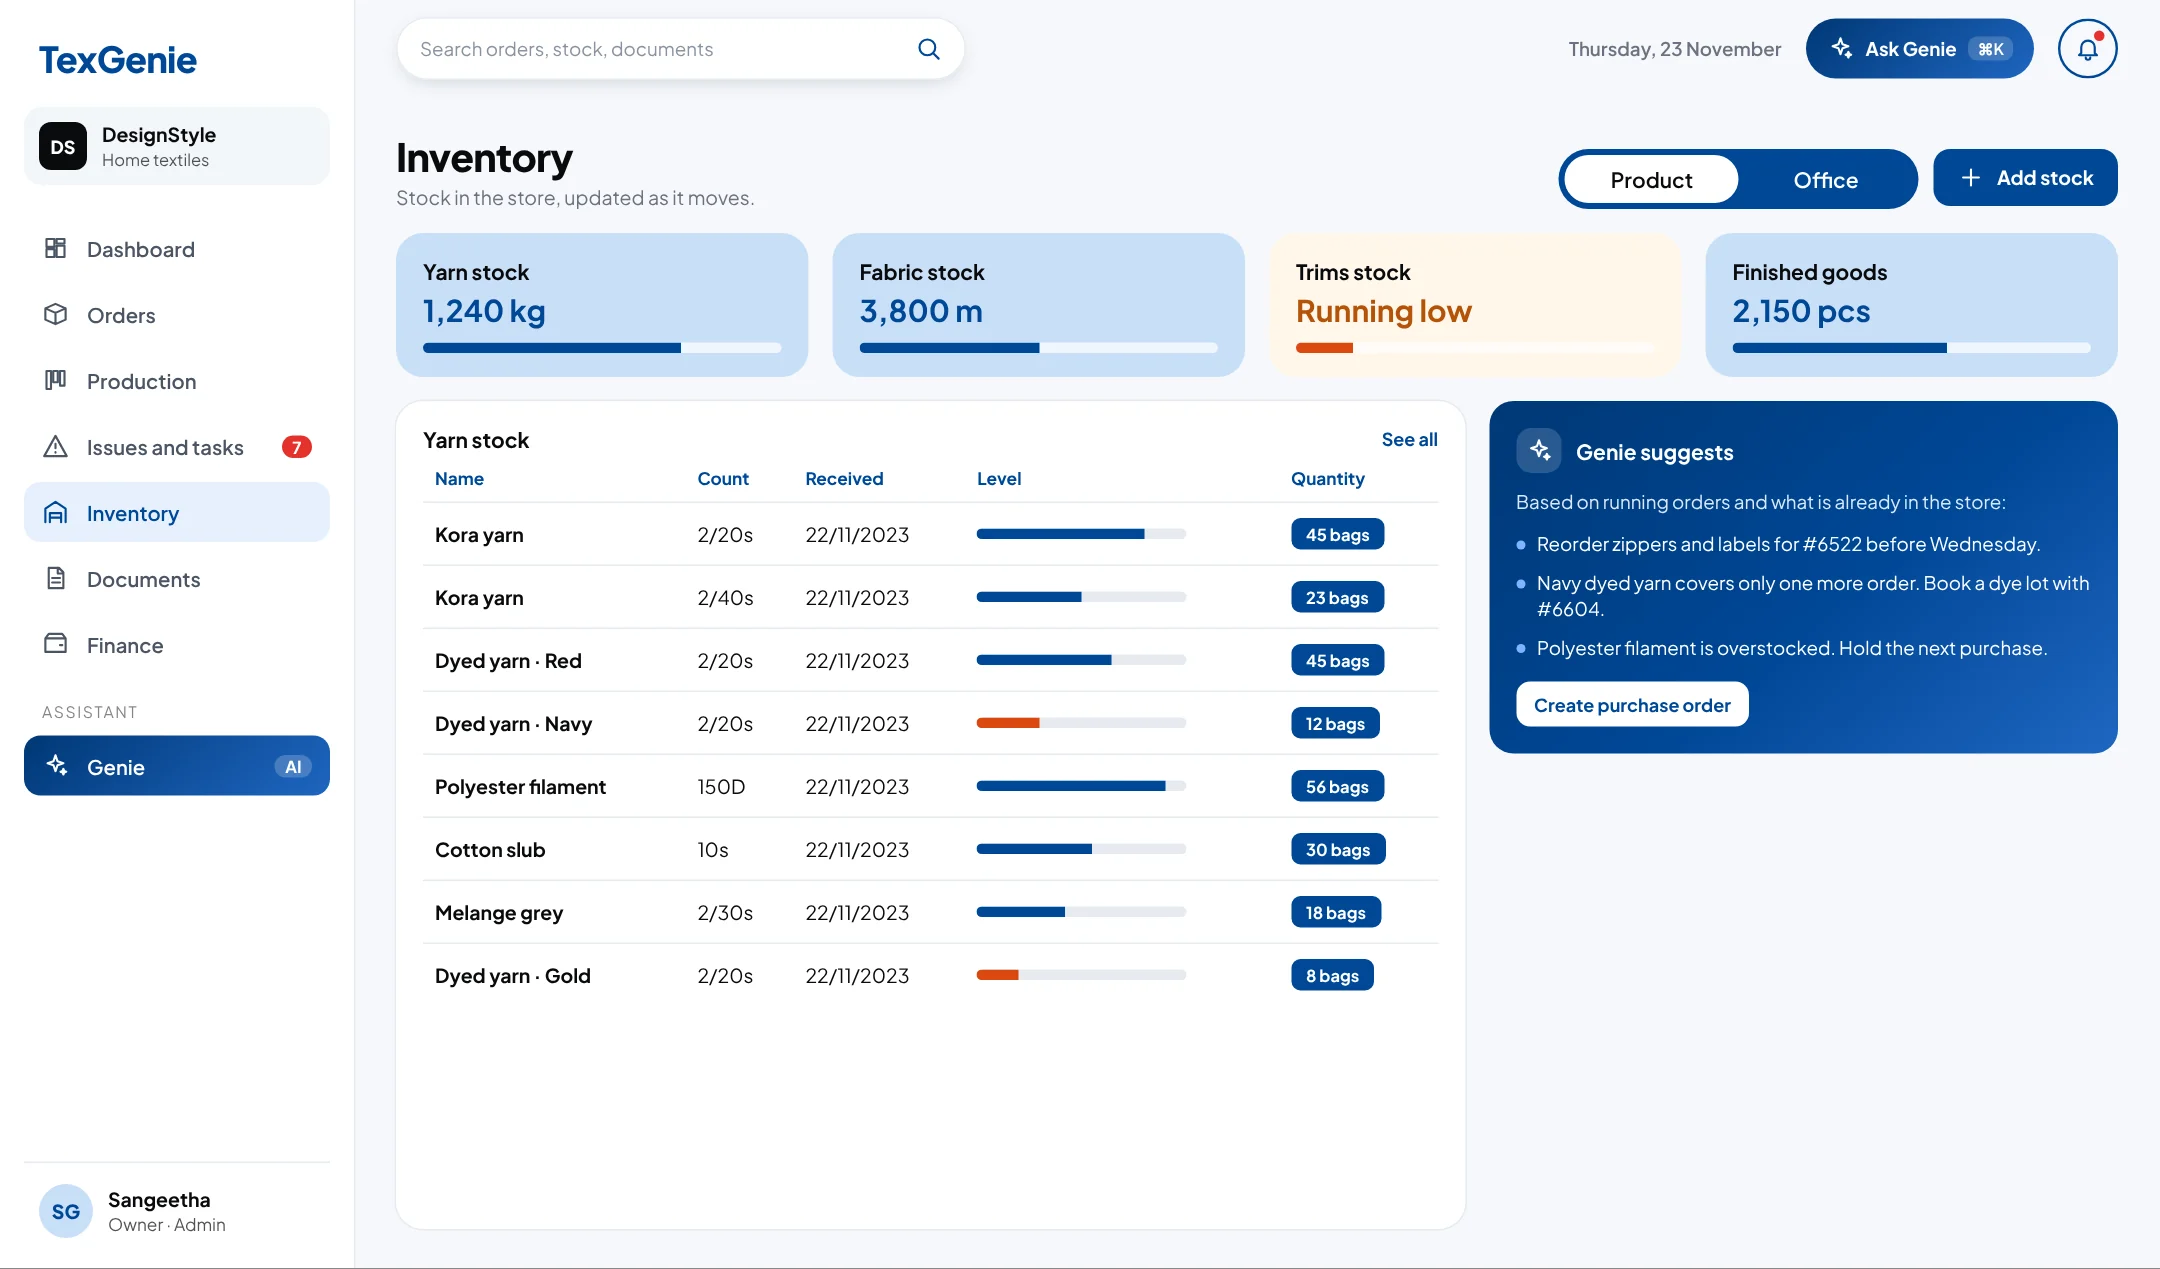 TexGenie
DS
DesignStyle
Home textiles
Dashboard
Orders
Production
Issues and tasks 7
Inventory
Documents
Finance
ASSISTANT
Genie AI
SG
Sangeetha
Owner · Admin
Search orders, stock, documents
Thursday, 23 November
Ask Genie ⌘K
Inventory
Stock in the store, updated as it moves.
Product Office
+ Add stock
Yarn stock
1,240 kg
Fabric stock
3,800 m
Trims stock
Running low
Finished goods
2,150 pcs
Yarn stock See all
Name Count Received Level Quantity
Kora yarn 2/20s 22/11/2023 45 bags
Kora yarn 2/40s 22/11/2023 23 bags
Dyed yarn · Red 2/20s 22/11/2023 45 bags
Dyed yarn · Navy 2/20s 22/11/2023 12 bags
Polyester filament 150D 22/11/2023 56 bags
Cotton slub 10s 22/11/2023 30 bags
Melange grey 2/30s 22/11/2023 18 bags
Dyed yarn · Gold 2/20s 22/11/2023 8 bags
Genie suggests
Based on running orders and what is already in the store:
• Reorder zippers and labels for #6522 before Wednesday.
• Navy dyed yarn covers only one more order. Book a dye lot with
#6604.
• Polyester filament is overstocked. Hold the next purchase.
Create purchase order